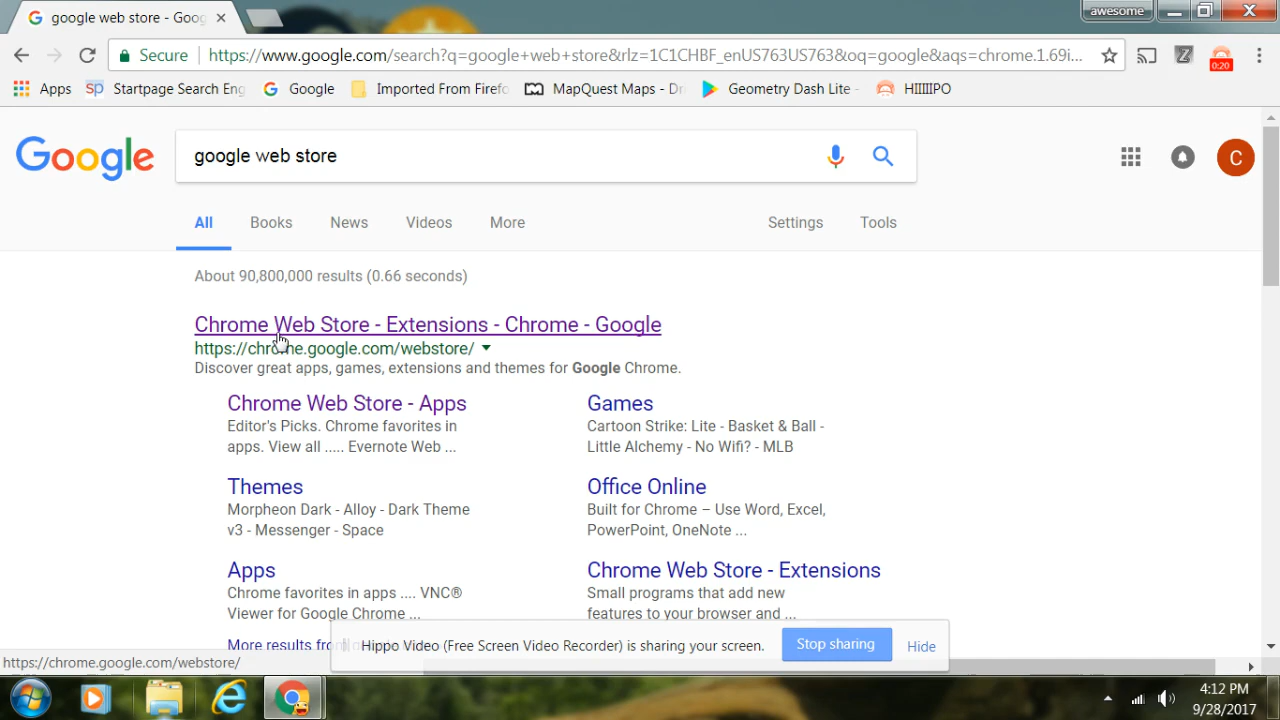 google web store - Goog
awesome
Secure
https://www.google.com/search?q=google+web+store&rlz=1C1CHBF_enUS763US763&oq=google&aqs=chrome.1.69i...
0:20
Apps
sp Startpage Search Eng
Google
Imported From Firefo
MapQuest Maps - Dr
Geometry Dash Lite -
HIIIIIPO
Google
google web store
C
All
Books
News
Videos
More
Settings
Tools
About 90,800,000 results (0.66 seconds)
Chrome Web Store - Extensions - Chrome - Google
https://chrome.google.com/webstore/
Discover great apps, games, extensions and themes for Google Chrome.
Chrome Web Store - Apps
Editor's Picks. Chrome favorites in
apps. View all ..... Evernote Web ...
Games
Cartoon Strike: Lite - Basket & Ball -
Little Alchemy - No Wifi? - MLB
Themes
Morpheon Dark - Alloy - Dark Theme
v3 - Messenger - Space
Office Online
Built for Chrome – Use Word, Excel,
PowerPoint, OneNote ...
Apps
Chrome favorites in apps .... VNC®
Viewer for Google Chrome ...
Chrome Web Store - Extensions
Small programs that add new
features to your browser and ...
More results from
Hippo Video (Free Screen Video Recorder) is sharing your screen.
Stop sharing
Hide
https://chrome.google.com/webstore/
4:12 PM
9/28/2017